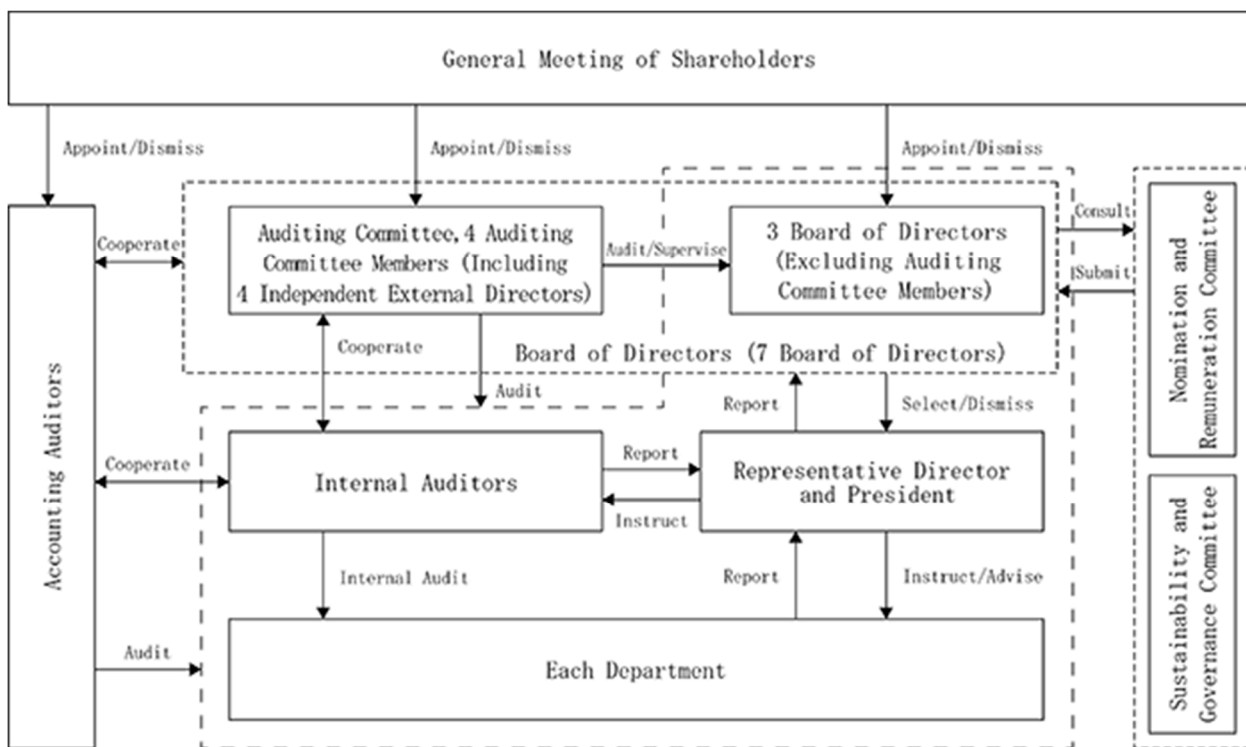 General Meeting of Shareholders
Appoint/Dismiss
Appoint/Dismiss
Appoint/Dismiss
Accounting Auditors
Cooperate
Auditing Committee,4 Auditing
Committee Members (Including
4 Independent External Directors)
Audit/Supervise
3 Board of Directors
(Excluding Auditing
Committee Members)
Consult
Submit
Nomination and
Remuneration Committee
Cooperate
Board of Directors (7 Board of Directors)
Audit
Report
Select/Dismiss
Cooperate
Internal Auditors
Report
Instruct
Representative Director
and President
Sustainability and
Governance Committee
Internal Audit
Report
Instruct/Advise
Audit
Each Department